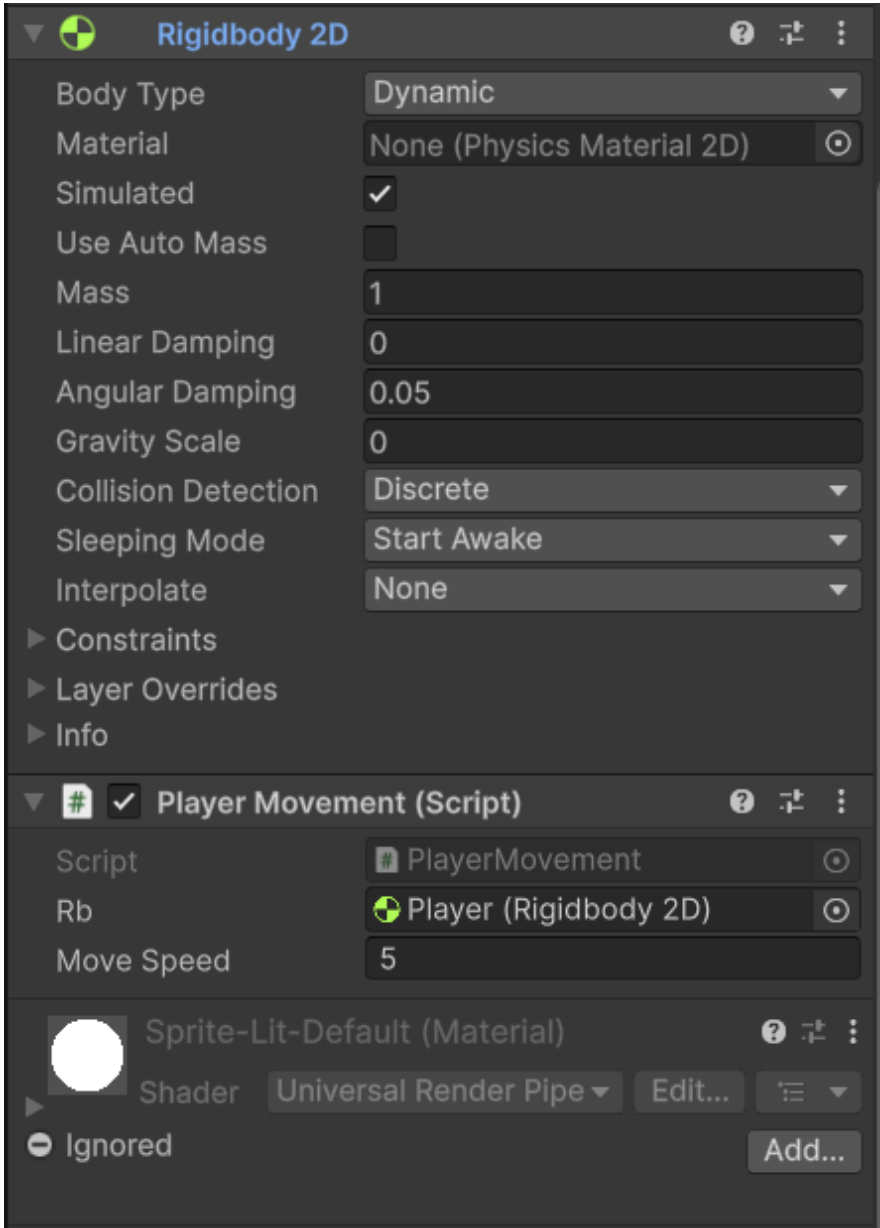 Rigidbody 2D
Body Type Dynamic
Material None (Physics Material 2D)
Simulated
Use Auto Mass
Mass 1
Linear Damping 0
Angular Damping 0.05
Gravity Scale 0
Collision Detection Discrete
Sleeping Mode Start Awake
Interpolate None
Constraints
Layer Overrides
Info
# Player Movement (Script)
Script # PlayerMovement
Rb Player (Rigidbody 2D)
Move Speed 5
Sprite-Lit-Default (Material)
Shader Universal Render Pipe Edit...
Ignored
Add...